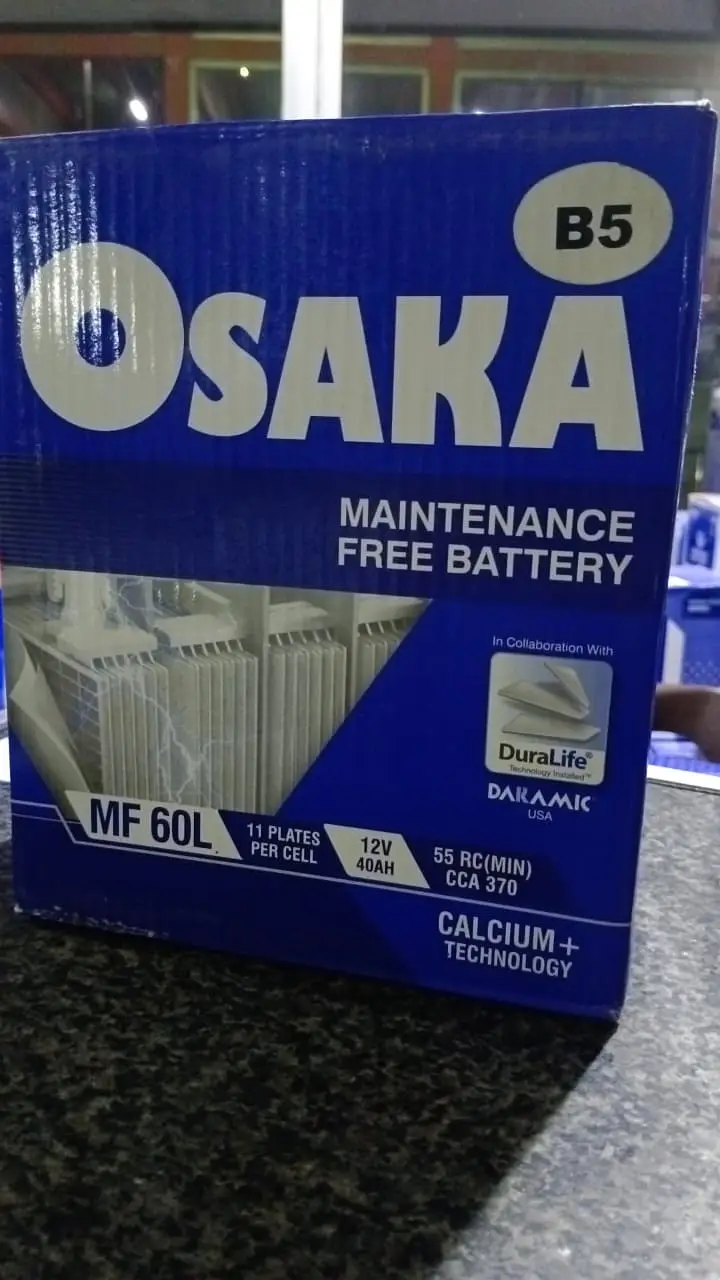 B5
OSAKA
MAINTENANCE
FREE BATTERY
In Collaboration With
DuraLife®
Technology Installed™
DARAMIC
USA
MF 60L
11 PLATES
PER CELL
12V
40AH
55 RC(MIN)
CCA 370
CALCIUM+
TECHNOLOGY